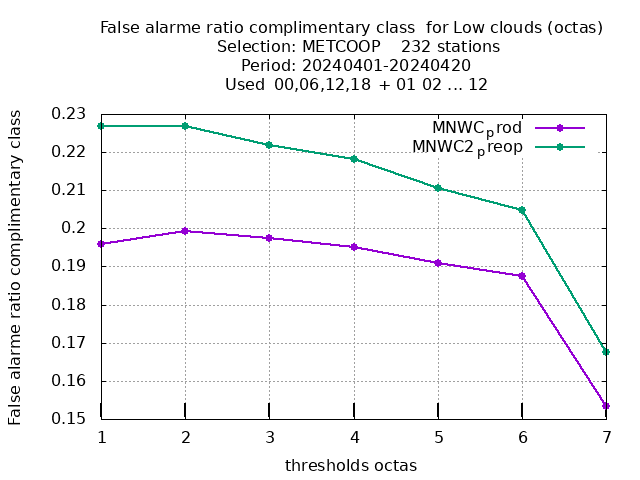 False alarme ratio complimentary class  for Low clouds (octas)
Selection: METCOOP    232 stations
Period: 20240401-20240420
Used  00,06,12,18  + 01 02 ... 12
False alarme ratio complimentary class
MNWCprod
MNWC2preop
0.23
0.22
0.21
0.2
0.19
0.18
0.17
0.16
0.15
1 2 3 4 5 6 7
thresholds octas